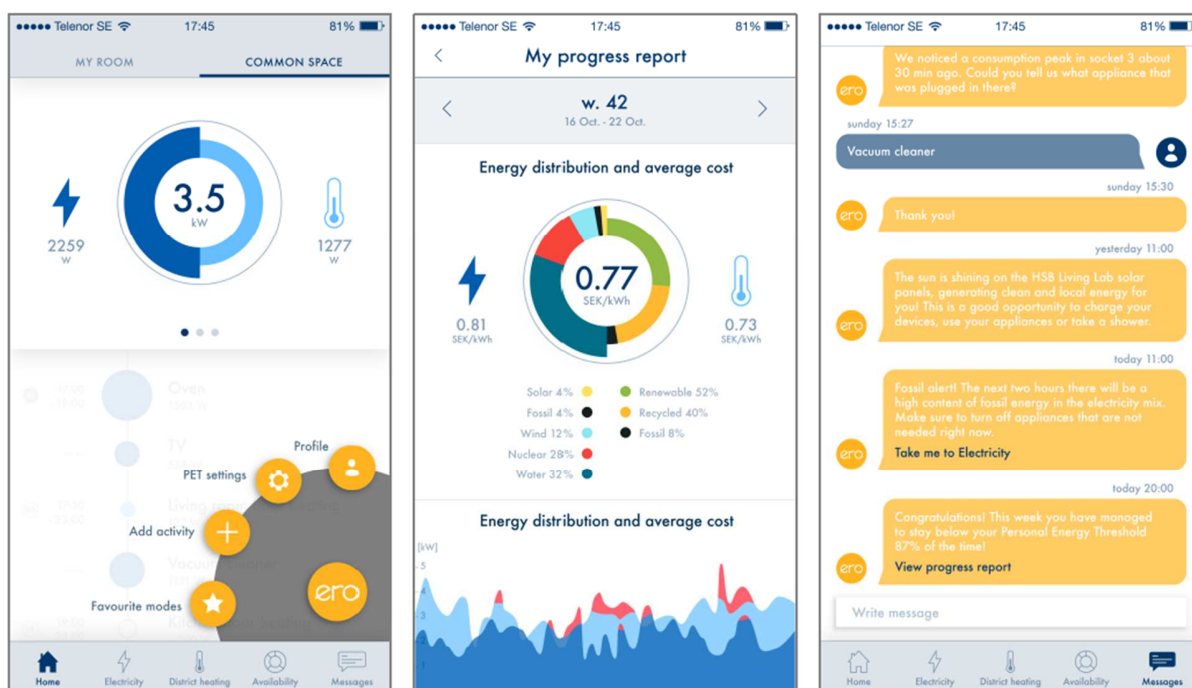 Telenor SE 17:45 81%
MY ROOM COMMON SPACE
3.5
kW
2259
W
1277
W
Oven
TV
Profile
PET settings
Add activity
Favourite modes
ero
Home Electricity District heating Availability Messages
Telenor SE 17:45 81%
My progress report
w. 42
16 Oct. - 22 Oct.
Energy distribution and average cost
0.77
SEK/kWh
0.81
SEK/kWh
0.73
SEK/kWh
Solar 4% Renewable 52%
Fossil 4% Recycled 40%
Wind 12% Fossil 8%
Nuclear 28%
Water 32%
Energy distribution and average cost
[kW]
5
4
3
2
1
Telenor SE 17:45 81%
We noticed a consumption peak in socket 3 about
30 min ago. Could you tell us what appliance that
was plugged in there?
ero
sunday 15:27
Vacuum cleaner
sunday 15:30
ero
Thank you!
yesterday 11:00
The sun is shining on the HSB Living Lab solar
panels, generating clean and local energy for
you! This is a good opportunity to charge your
devices, use your appliances or take a shower.
ero
today 11:00
Fossil alert! The next two hours there will be a
high content of fossil energy in the electricity mix.
Make sure to turn off appliances that are not
needed right now.
Take me to Electricity
ero
today 20:00
Congratulations! This week you have managed
to stay below your Personal Energy Threshold
87% of the time!
View progress report
ero
Write message
Home Electricity District heating Availability Messages